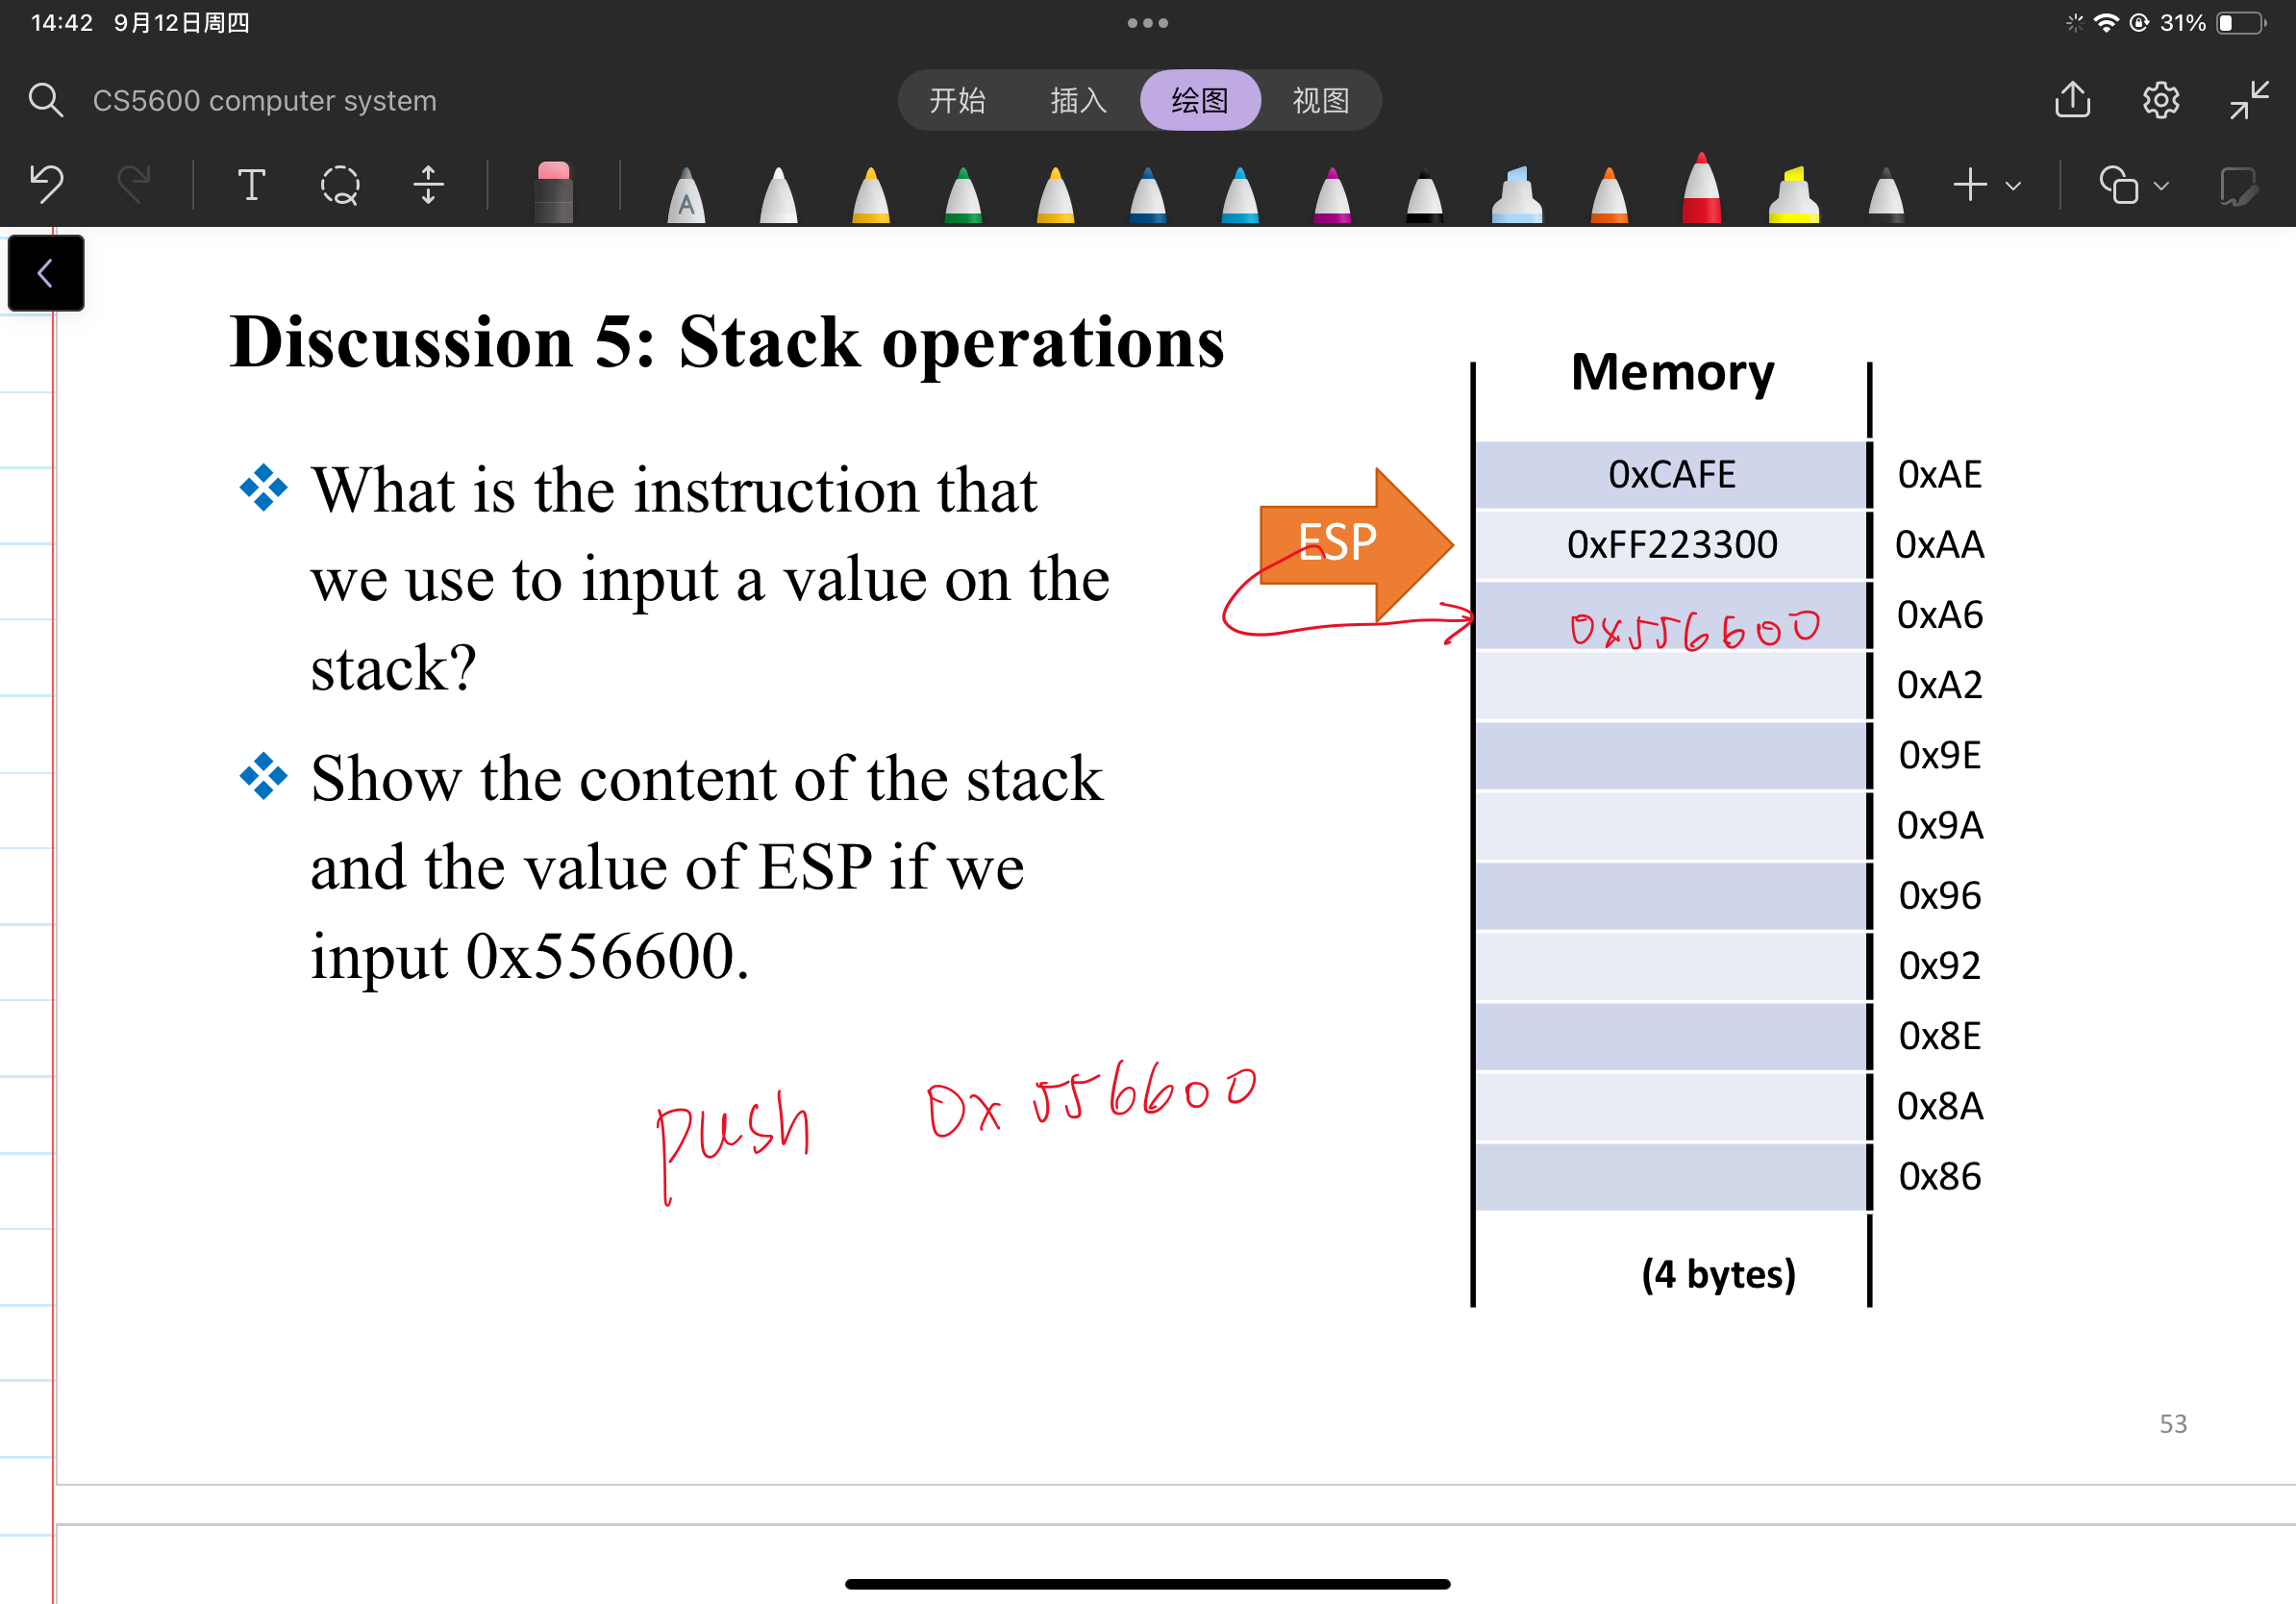 14:42 9月12日周四
31%
CS5600 computer system
开始 插入 绘图 视图
T
A
Discussion 5: Stack operations
What is the instruction that
we use to input a value on the
stack?
Show the content of the stack
and the value of ESP if we
input 0x556600.
push 0x556600
ESP
Memory
0xCAFE 0xAE
0xFF223300 0xAA
0x556600 0xA6
0xA2
0x9E
0x9A
0x96
0x92
0x8E
0x8A
0x86
(4 bytes)
53